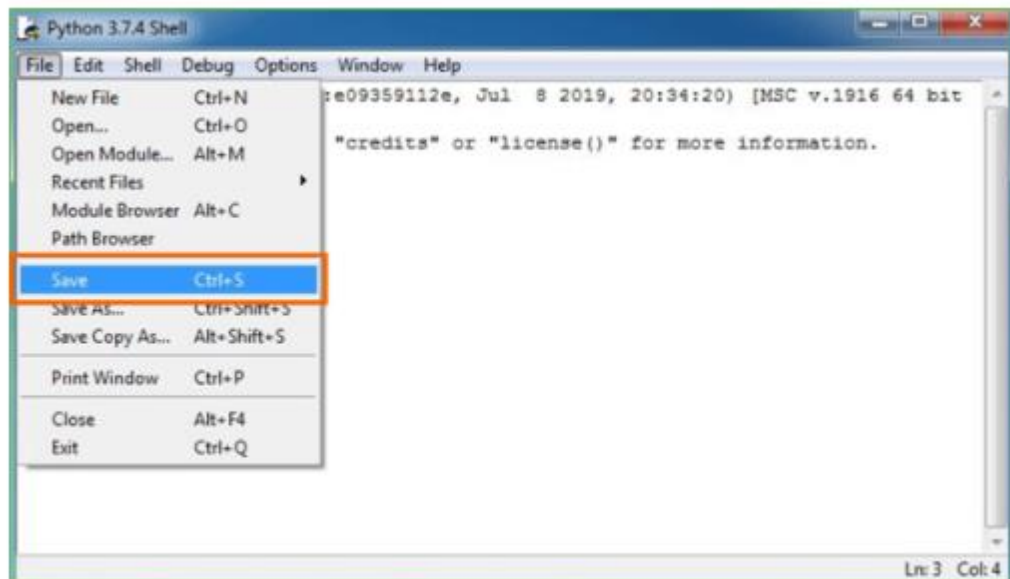 Python 3.7.4 Shell
File Edit Shell Debug Options Window Help
New File Ctrl+N
:e09359112e, Jul 8 2019, 20:34:20) [MSC v.1916 64 bit
Open... Ctrl+O
Open Module... Alt+M
"credits" or "license()" for more information.
Recent Files
Module Browser Alt+C
Path Browser
Save Ctrl+S
Save As... Ctrl+Shift+S
Save Copy As... Alt+Shift+S
Print Window Ctrl+P
Close Alt+F4
Exit Ctrl+Q
Ln: 3 Col: 4